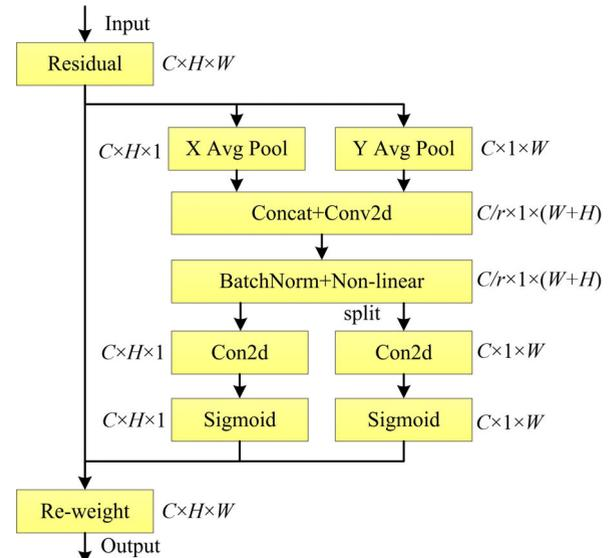 Input
Residual C×H×W
C×H×1 X Avg Pool Y Avg Pool C×1×W
Concat+Conv2d C/r×1×(W+H)
BatchNorm+Non-linear C/r×1×(W+H)
split
C×H×1 Con2d Con2d C×1×W
C×H×1 Sigmoid Sigmoid C×1×W
Re-weight C×H×W
Output